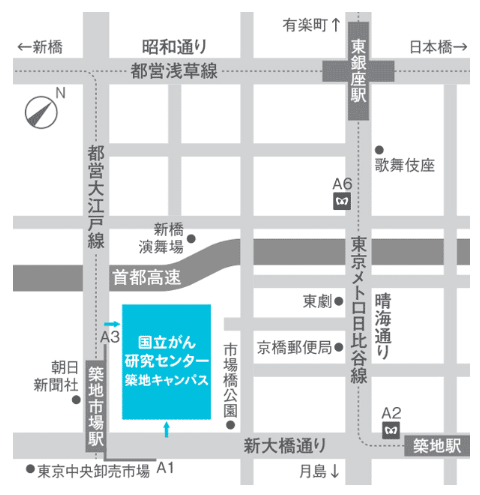 有楽町↑
←新橋
昭和通り
日本橋→
都営浅草線
東銀座駅
N
都営大江戸線
歌舞伎座
A6
新橋
演舞場
首都高速
東京メトロ日比谷線
晴海通り
東劇
京橋郵便局
A3
国立がん
研究センター
築地キャンパス
市場橋公園
朝日
新聞社
築地市場駅
A2
新大橋通り
築地駅
東京中央卸売市場
A1
月島↓